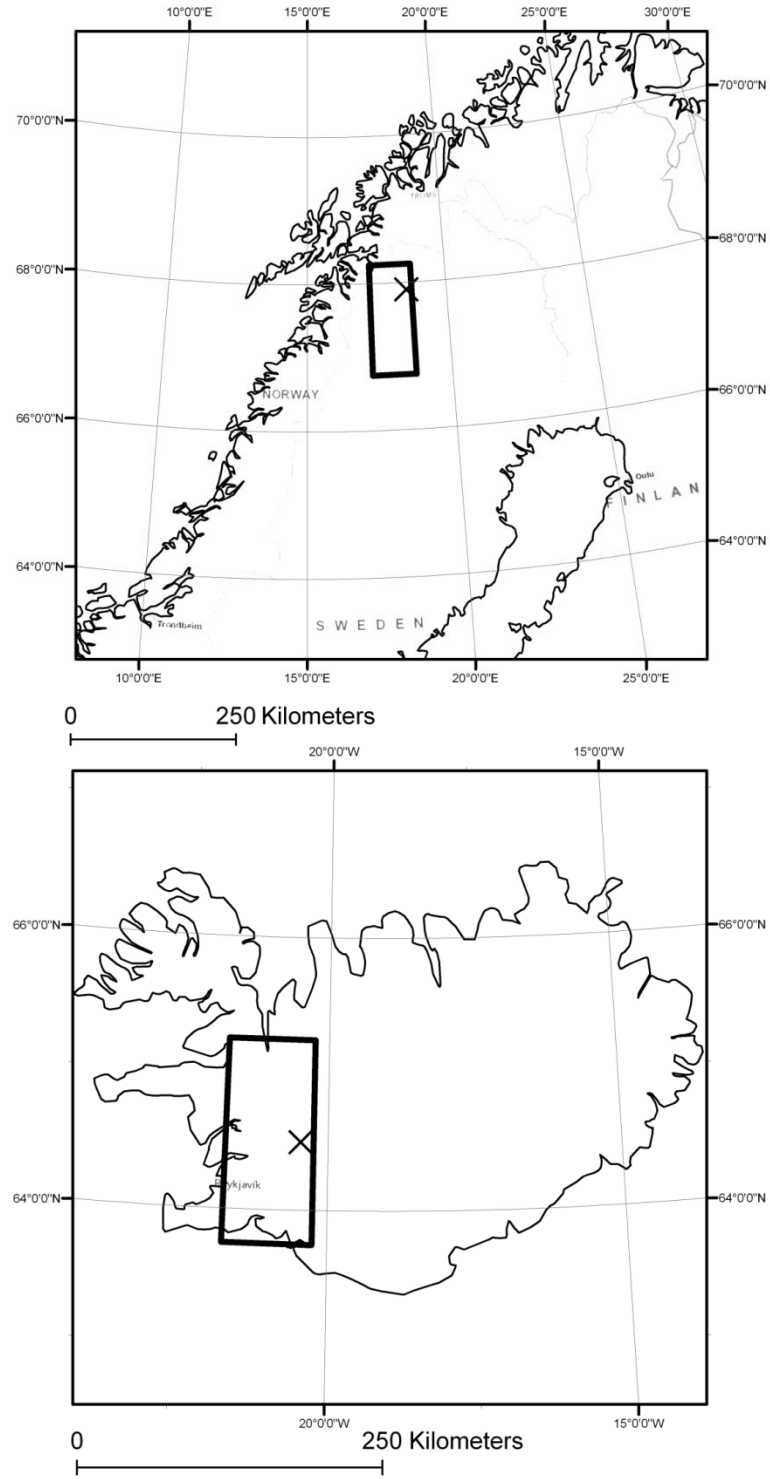 10°0'0"E 15°0'0"E 20°0'0"E 25°0'0"E 30°0'0"E
70°0'0"N 70°0'0"N
TROMS
68°0'0"N 68°0'0"N
NORWAY
66°0'0"N 66°0'0"N
Oulu
FINLAN
64°0'0"N 64°0'0"N
Trondheim SWEDEN
10°0'0"E 15°0'0"E 20°0'0"E 25°0'0"E
0 250 Kilometers
20°0'0"W 15°0'0"W
66°0'0"N 66°0'0"N
Reykjavík
64°0'0"N 64°0'0"N
20°0'0"W 15°0'0"W
0 250 Kilometers